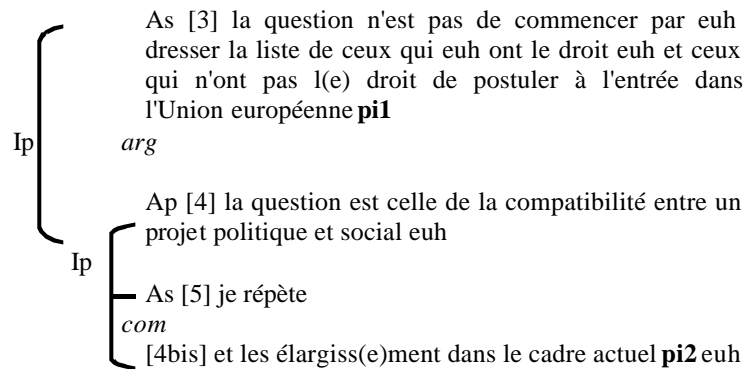 As [3] la question n'est pas de commencer par euh
dresser la liste de ceux qui euh ont le droit euh et ceux
qui n'ont pas l(e) droit de postuler à l'entrée dans
l'Union européenne pi1
Ip
arg
Ap [4] la question est celle de la compatibilité entre un
projet politique et social euh
Ip
As [5] je répète
com
[4bis] et les élargiss(e)ment dans le cadre actuel pi2 euh